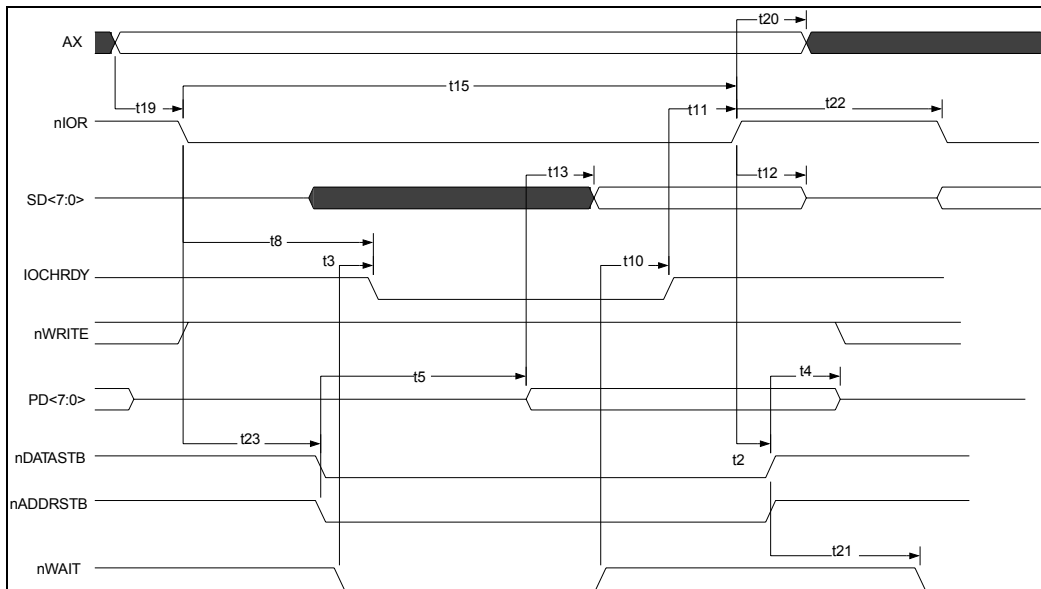 t20
AX
t15
t19
t11
t22
nIOR
t13
t12
SD<7:0>
t8
t3
t10
IOCHRDY
nWRITE
t5
t4
PD<7:0>
t23
nDATASTB
t2
nADDRSTB
t21
nWAIT